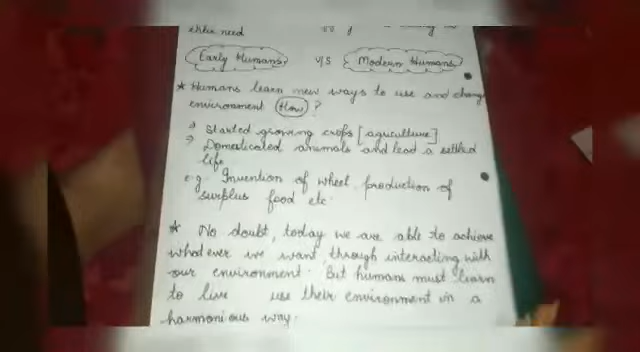 their need
Early Humans v/s Modern Humans
* Humans learn new ways to use and change
environment (How) ?
→ Started growing crops [agriculture]
→ Domesticated animals and lead a settled
life
e.g. Invention of wheel, production of
surplus food etc.
* No doubt, today we are able to achieve
whatever we want, through interacting with
our environment. But humans must learn
to live use their environment in a
harmonious way.